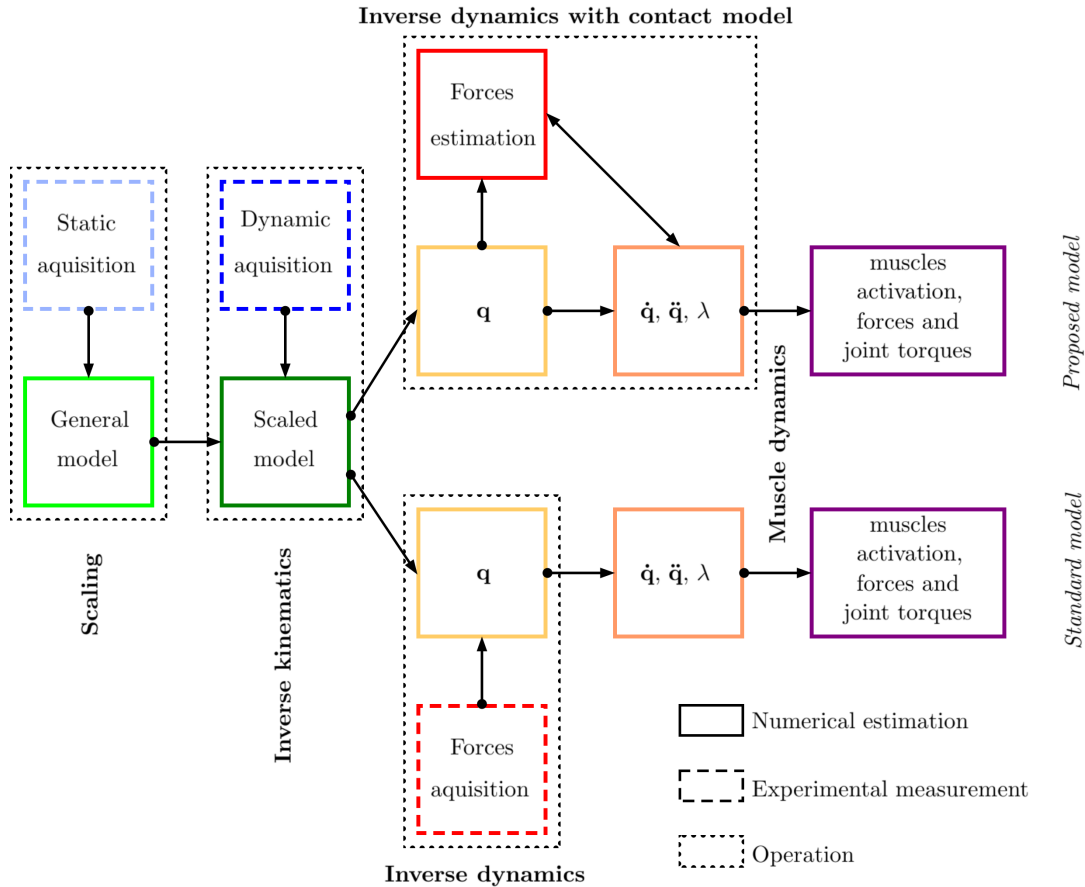 Inverse dynamics with contact model
Forces
estimation
Static
aquisition
Dynamic
aquisition
q
q̇, q̈, λ
muscles
activation,
forces and
joint torques
Proposed model
General
model
Scaled
model
Muscle dynamics
Scaling
Inverse kinematics
q
q̇, q̈, λ
muscles
activation,
forces and
joint torques
Standard model
Forces
aquisition
Inverse dynamics
Numerical estimation
Experimental measurement
Operation